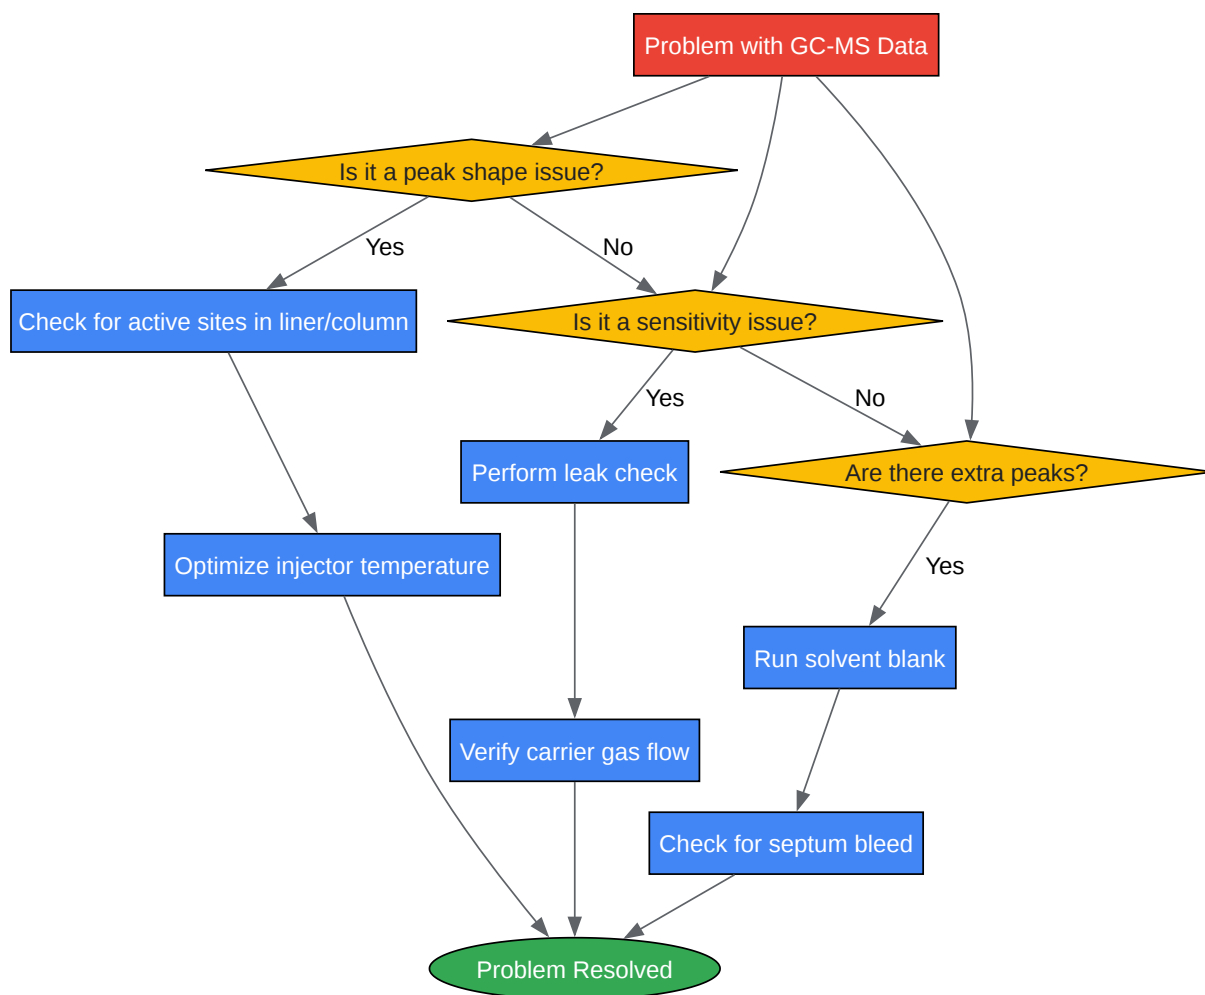 Problem with GC-MS Data
Is it a peak shape issue?
Yes
No
Check for active sites in liner/column
Is it a sensitivity issue?
Yes
No
Perform leak check
Are there extra peaks?
Optimize injector temperature
Yes
Run solvent blank
Verify carrier gas flow
Check for septum bleed
Problem Resolved